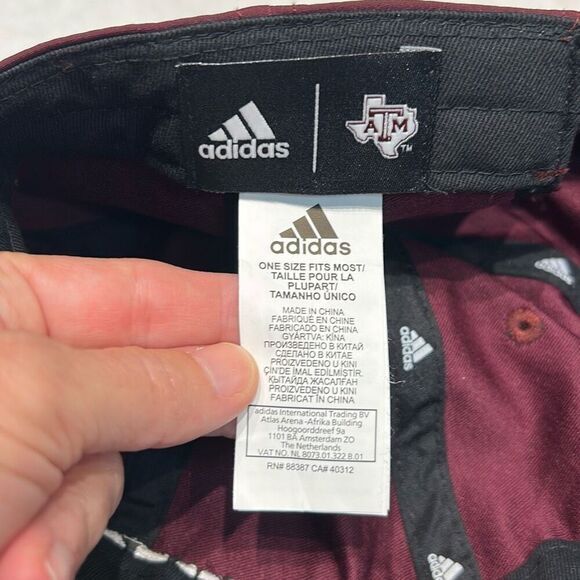 adidas
ATM
TM
adidas
ONE SIZE FITS MOST/
TAILLE POUR LA
PLUPART/
TAMANHO ÚNICO
MADE IN CHINA
FABRIQUÉ EN CHINE
FABRICADO EN CHINA
GYÁRTVA: KÍNA
ПРОИЗВЕДЕНО В КИТАЙ
СДЕЛАНО В КИТАЕ
PROIZVEDENO U KINI
ÇİN'DE İMAL EDİLMİŞTİR.
КЫТАЙДА ЖАСАЛҒАН
PROIZVEDENO U KINI
FABRICAT ÎN CHINA
adidas International Trading BV
Atlas Arena -Afrika Building
Hoogoorddreef 9a
1101 BA Amsterdam ZO
The Netherlands
VAT NO. NL 8073.01.322 B.01
RN# 88387 CA# 40312
adidas
adidas